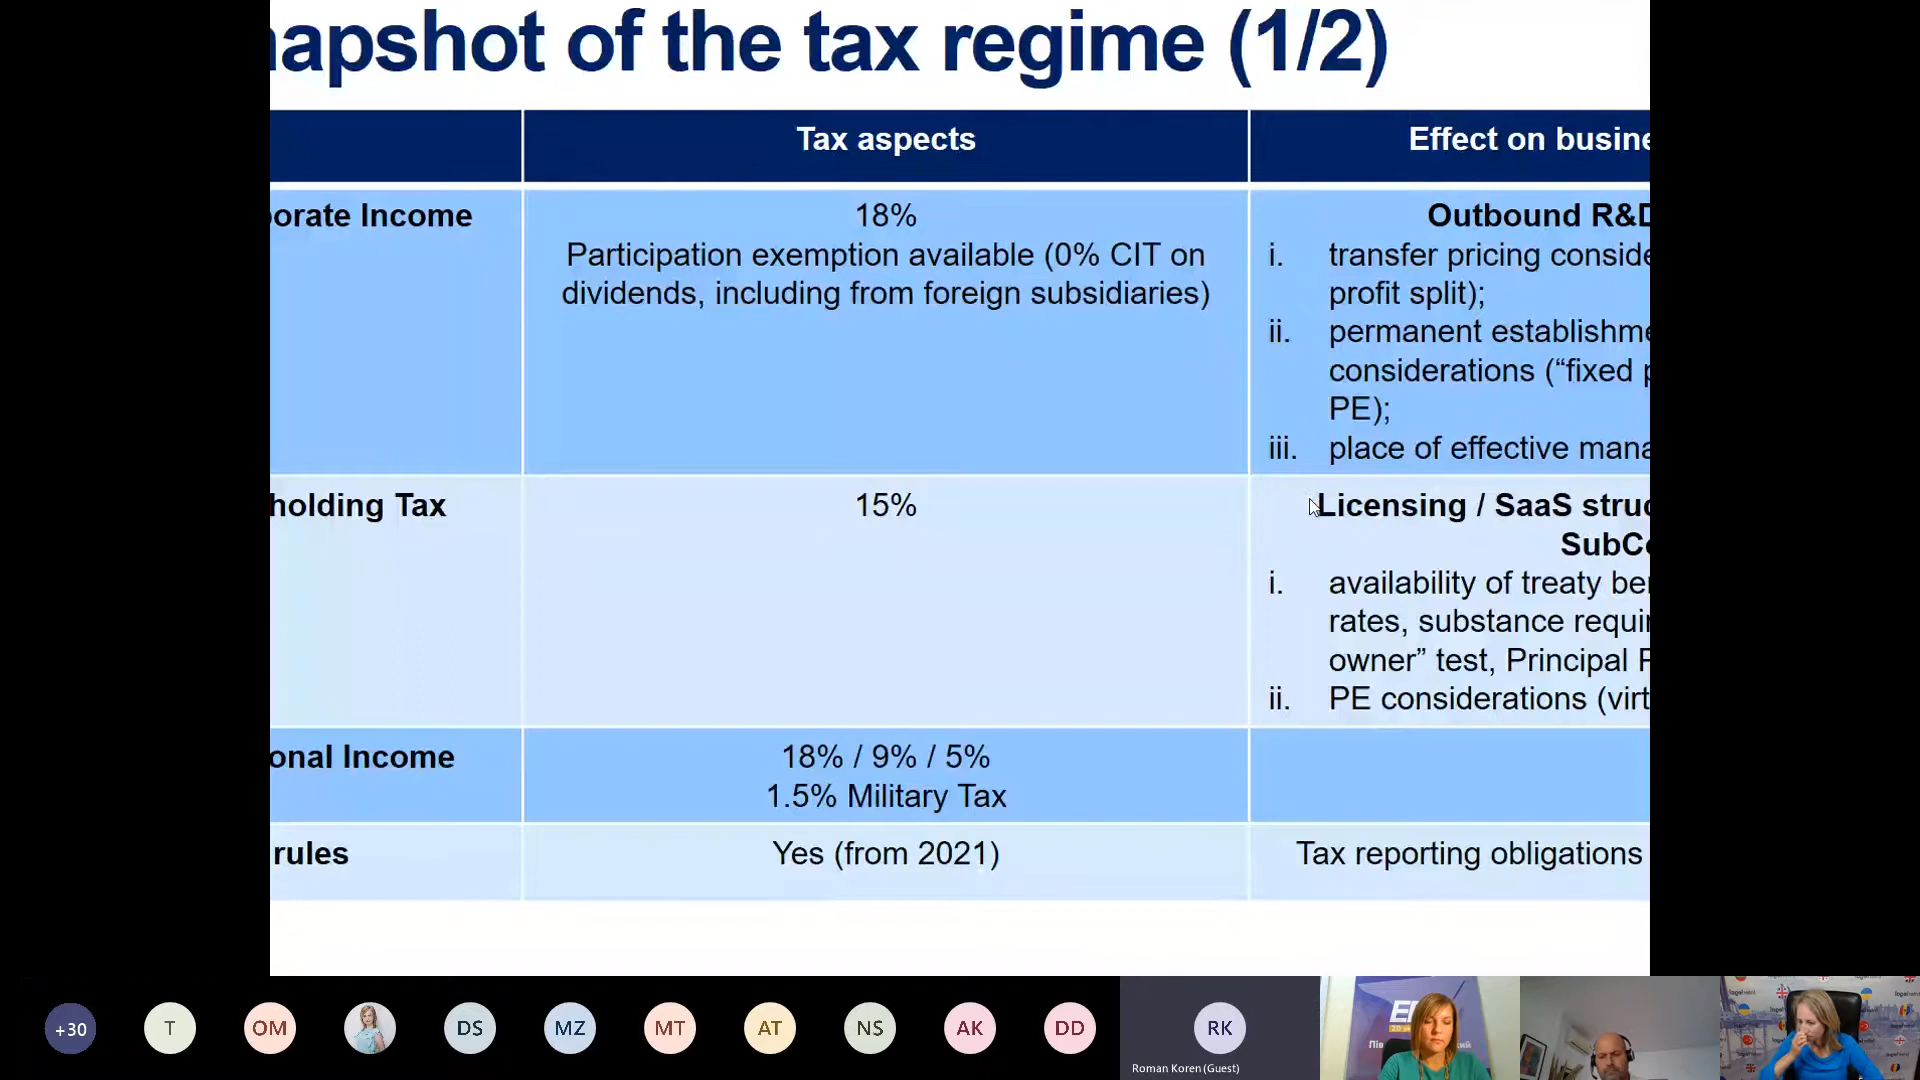 napshot of the tax regime (1/2)
Tax aspects
Effect on busine
porate Income
18%
Participation exemption available (0% CIT on
dividends, including from foreign subsidiaries)
Outbound R&D
i. transfer pricing conside
profit split);
ii. permanent establishme
considerations (“fixed p
PE);
iii. place of effective mana
holding Tax
15%
Licensing / SaaS struc
SubCo
i. availability of treaty ber
rates, substance requir
owner” test, Principal P
ii. PE considerations (virt
onal Income
18% / 9% / 5%
1.5% Military Tax
rules
Yes (from 2021)
Tax reporting obligations
+30
T
OM
DS
MZ
MT
AT
NS
AK
DD
RK
Roman Koren (Guest)